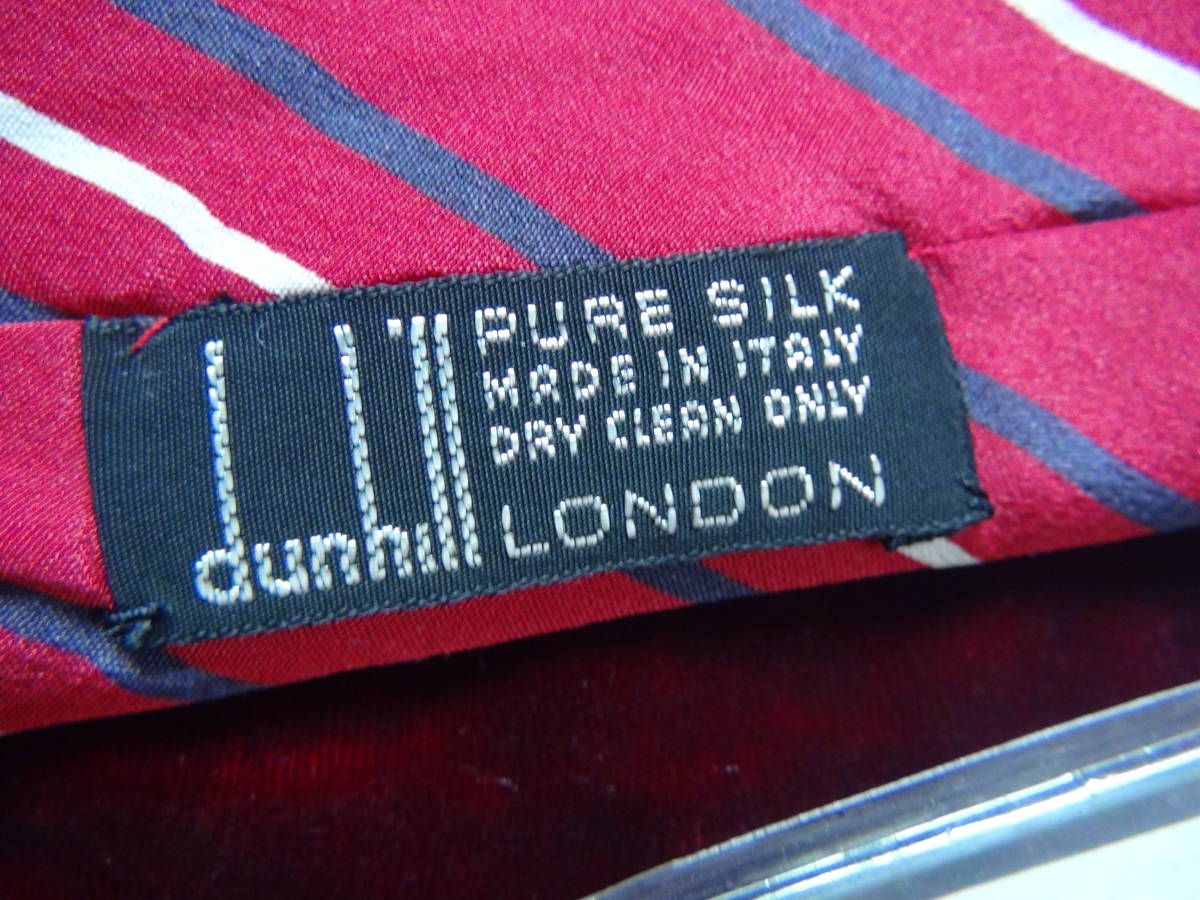 dunhill
PURE SILK
MADE IN ITALY
DRY CLEAN ONLY
LONDON